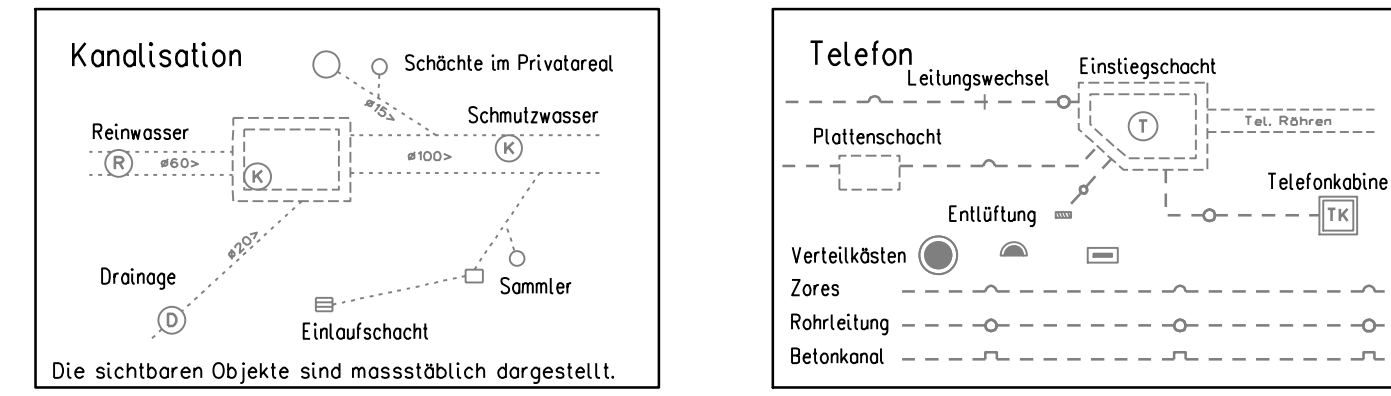 Kanalisation
Schächte im Privatareal
ø15>
Schmutzwasser
Reinwasser
R
ø60>
K
ø100>
K
ø20>
Drainage
D
Sammler
Einlaufschacht
Die sichtbaren Objekte sind massstäblich dargestellt.
Telefon
Leitungswechsel
Einstiegschacht
T
Tel. Röhren
Plattenschacht
Telefonkabine
TK
Entlüftung
Verteilkästen
Zores
Rohrleitung
Betonkanal